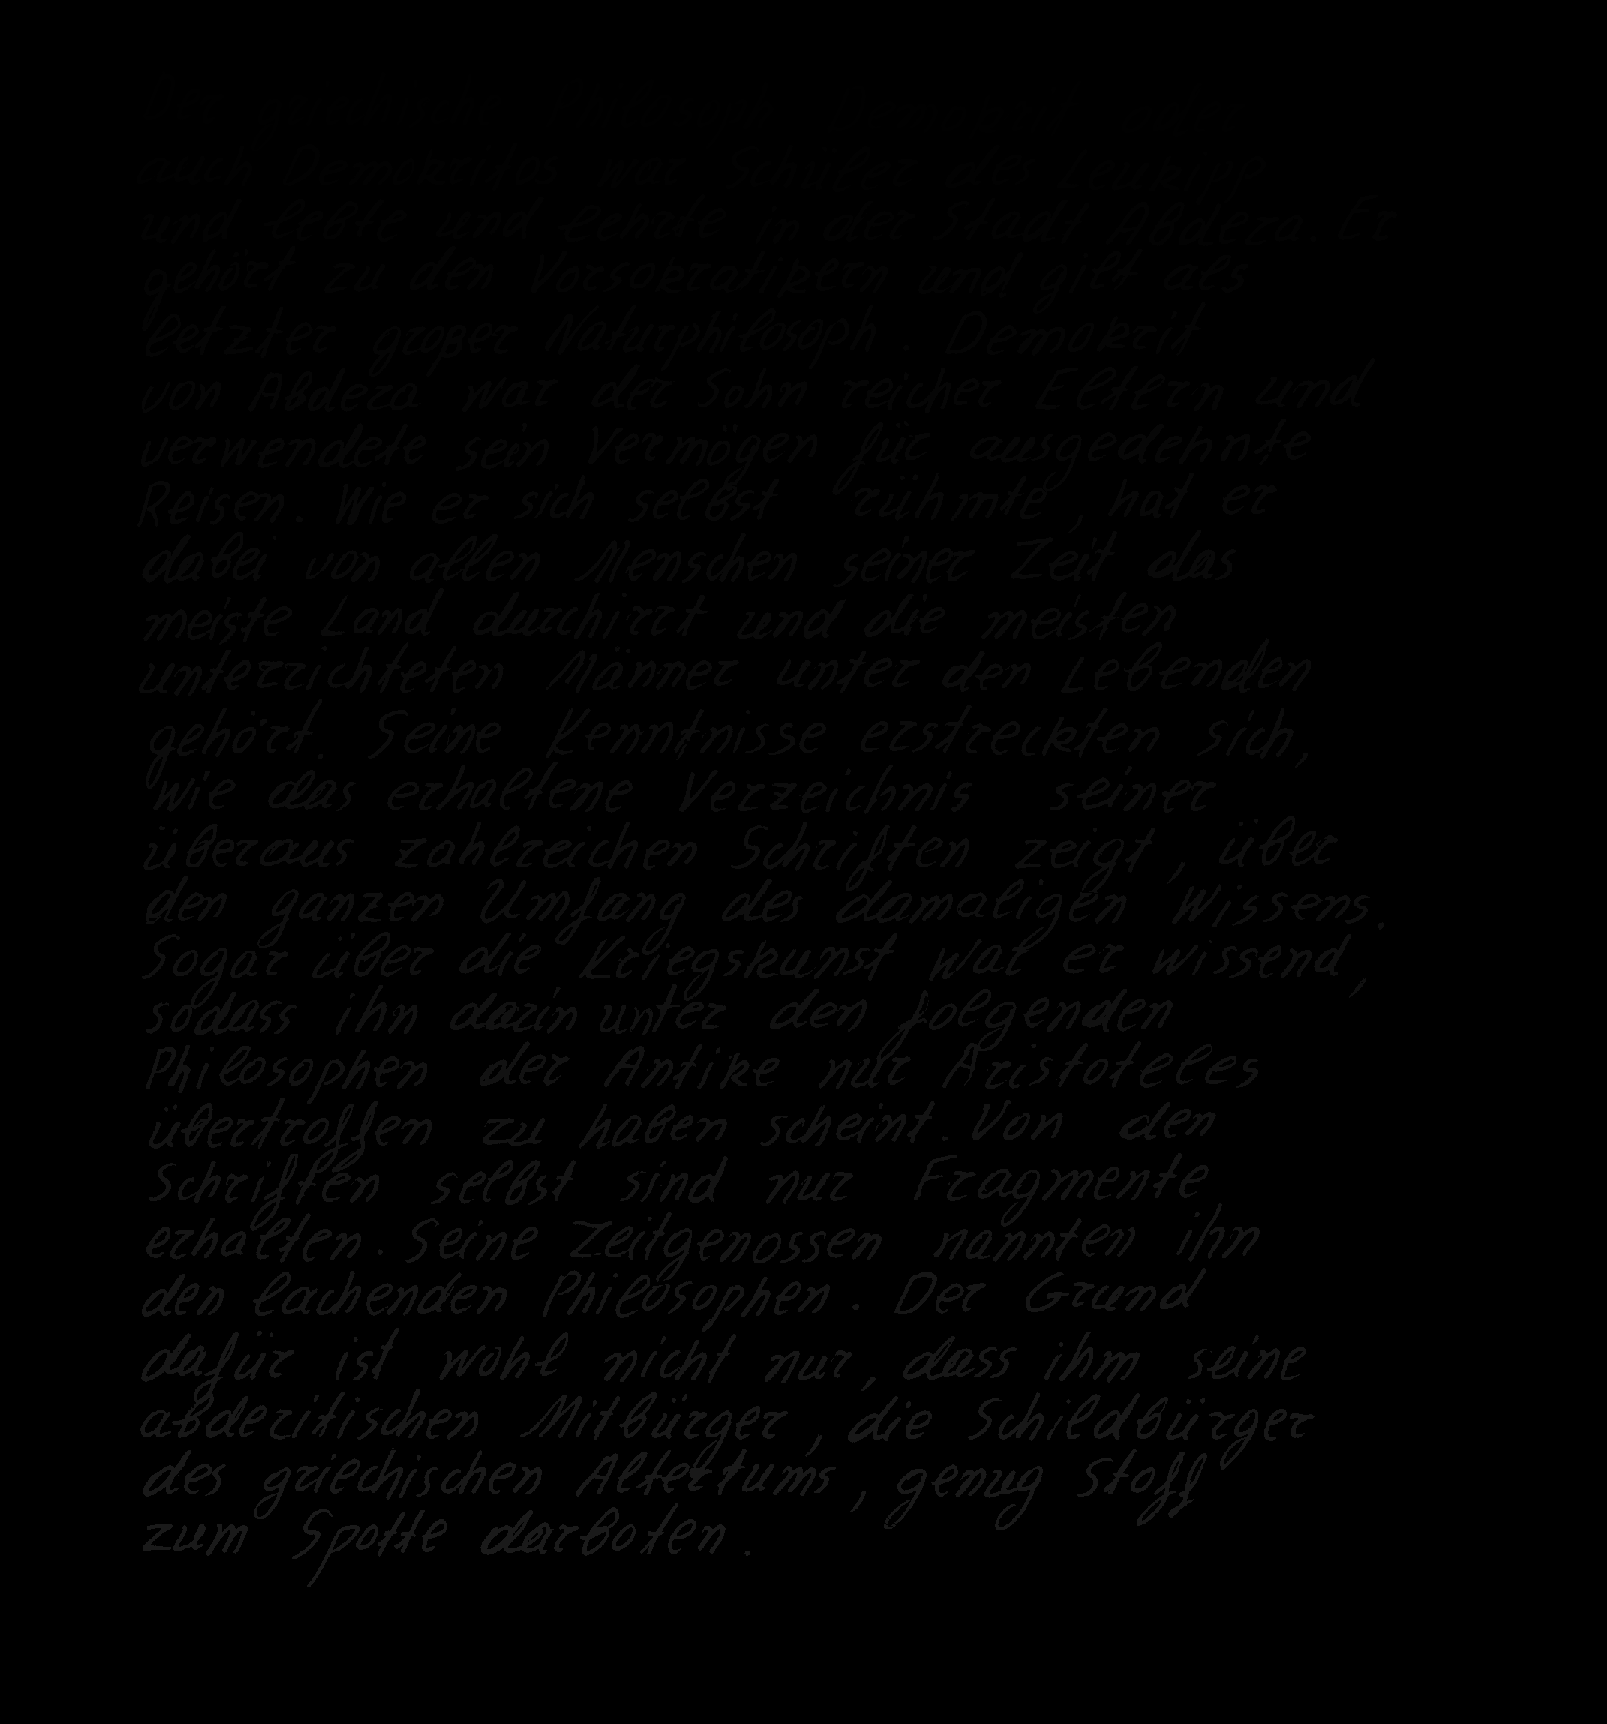 auch Demokritos war Schüler des Leukipp
und lebte und lehrte in der Stadt Abdera. Er
gehört zu den Vorsokratikern und gilt als
letzter großer Naturphilosoph. Demokrit
von Abdera war der Sohn reicher Eltern und
verwendete sein Vermögen für ausgedehnte
Reisen. Wie er sich selbst rühmte, hat er
dabei von allen Menschen seiner Zeit das
meiste Land durchirrt und die meisten
unterrichteten Männer unter den Lebenden
gehört. Seine Kenntnisse erstreckten sich,
wie das erhaltene Verzeichnis seiner
überaus zahlreichen Schriften zeigt, über
den ganzen Umfang des damaligen Wissens.
Sogar über die Kriegskunst war er wissend,
sodass ihn darin unter den folgenden
Philosophen der Antike nur Aristoteles
übertroffen zu haben scheint. Von den
Schriften selbst sind nur Fragmente
erhalten. Seine Zeitgenossen nannten ihn
den lachenden Philosophen. Der Grund
dafür ist wohl nicht nur, dass ihm seine
abderitischen Mitbürger, die Schildbürger
des griechischen Altertums, genug Stoff
zum Spotte darboten.